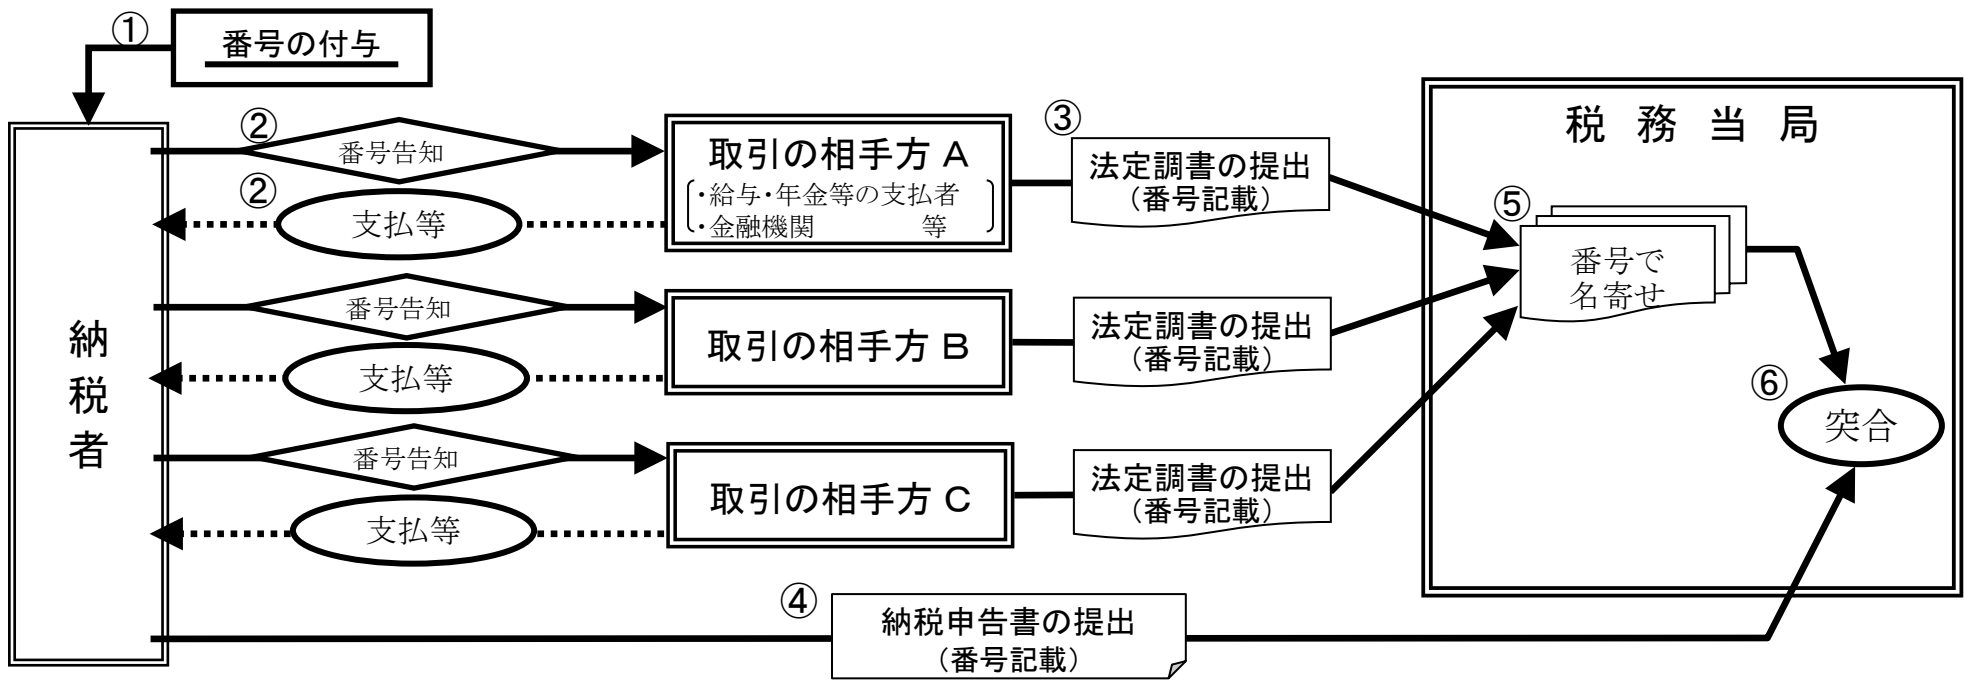 ①
番号の付与
納税者
②
番号告知
②
支払等
取引の相手方 A
・給与・年金等の支払者
・金融機関 等
③
法定調書の提出
（番号記載）
番号告知
支払等
取引の相手方 B
法定調書の提出
（番号記載）
番号告知
支払等
取引の相手方 C
法定調書の提出
（番号記載）
④
納税申告書の提出
（番号記載）
税務当局
⑤
番号で
名寄せ
⑥
突合